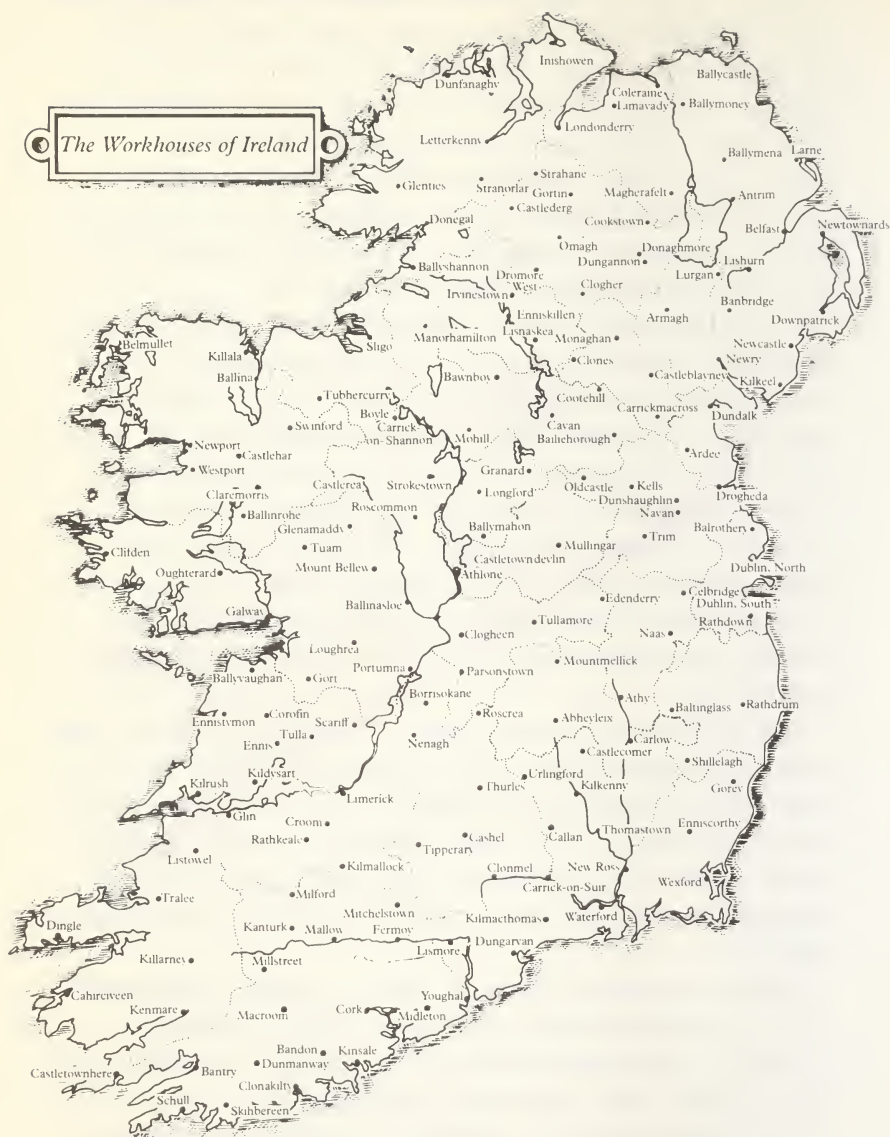 The Workhouses of Ireland
Inishowen
Dunfanaghy
Ballycastle
Coleraine
Limavady
Ballymoney
Londonderry
Letterkenny
Ballymena
Larne
Strabane
Stranorlar
Glenties
Gortin
Magherafelt
Castlederg
Antrim
Donegal
Cookstown
Newtownards
Belfast
Omagh
Donaghmore
Dungannon
Lisburn
Ballyshannon
Dromore
West
Lurgan
Clogher
Irvinestown
Banbridge
Enniskillen
Armagh
Downpatrick
Lisnaskea
Manorhamilton
Monaghan
Sligo
Belmullet
Killala
Newcastle
Clones
Newry
Ballina
Bawnboy
Castleblayney
Kilkeel
Cootehill
Tubbercurry
Boyle
Carrickmacross
Dundalk
Carrick-
on-Shannon
Swinford
Mohill
Cavan
Bailieborough
Newport
Castlebar
Ardee
Westport
Granard
Castlerea
Strokestown
Oldcastle
Kells
Claremorris
Longford
Dunshaughlin
Drogheda
Navan
Ballinrobe
Roscommon
Glenamaddy
Ballymahon
Balrothery
Trim
Tuam
Mullingar
Clifden
Castletowndevlin
Mount Bellew
Athlone
Dublin. North
Oughterard
Edenderry
Celbridge
Dublin. South
Ballinasloe
Rathdown
Galway
Tullamore
Clogheen
Naas
Loughrea
Portumna
Mountmellick
Ballyvaughan
Gort
Parsonstown
Borrisokane
Athy
Baltinglass
Rathdrum
Ennistymon
Corofin
Roscrea
Scariff
Abbeyleix
Tulla
Nenagh
Carlow
Ennis
Castlecomer
Shillelagh
Kildysart
Urlingford
Kilrush
Thurles
Kilkenny
Gorey
Limerick
Glin
Croom
Cashel
Callan
Thomastown
Enniscorthy
Rathkeale
Tipperary
Listowel
Kilmallock
Clonmel
New Ross
Wexford
Carrick-on-Suir
Milford
Tralee
Mitchelstown
Kilmacthomas
Waterford
Dingle
Kanturk
Mallow
Fermoy
Dungarvan
Lismore
Killarney
Millstreet
Cahirciveen
Youghal
Kenmare
Macroom
Cork
Midleton
Bandon
Kinsale
Castletownbere
Bantry
Dunmanway
Clonakilty
Schull
Skibbereen